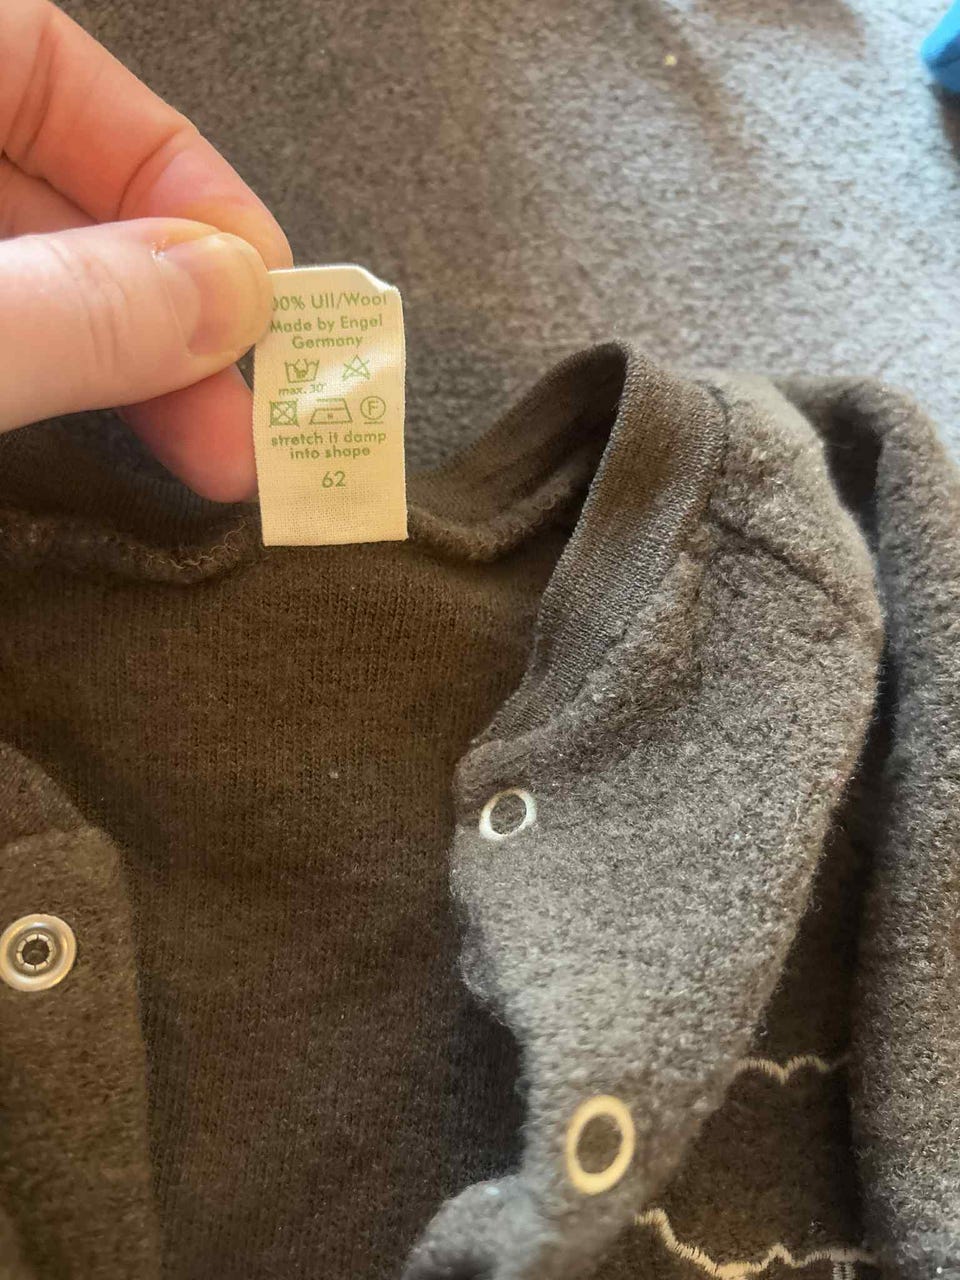 00% Ull/Wool
Made by Engel
Germany
max. 30°
F
stretch it damp
into shape
62